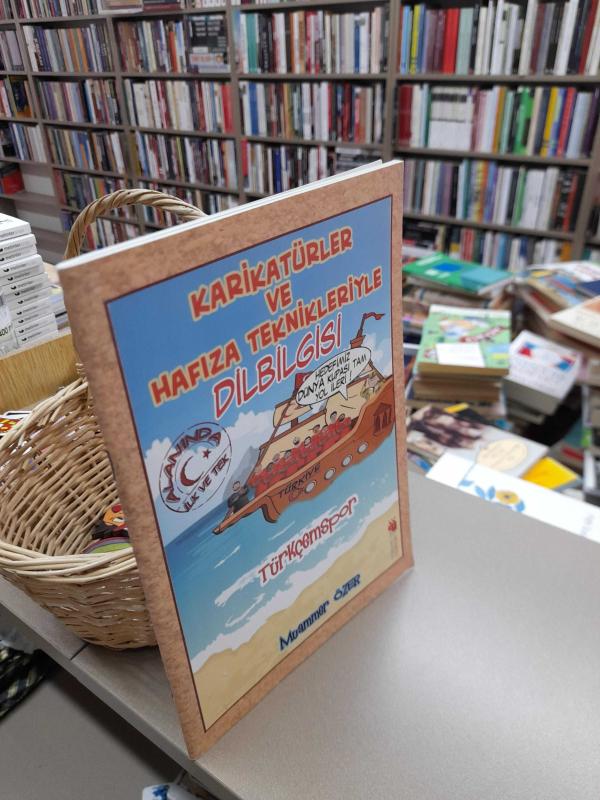 KARİKATÜRLER
VE
HAFIZA TEKNİKLERİYLE
DİLBİLGİSİ
HEDEFİMİZ
DÜNYA KUPASI TAM
YOL İLERİ !
ALANINDA
İLK VE TEK
TÜRKİYE
TÜRKÇEMSPOR
Muammer ÖZER